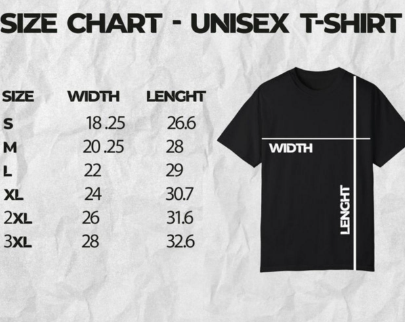 SIZE CHART - UNISEX T-SHIRT
SIZE WIDTH LENGHT
S 18.25 26.6
M 20.25 28
L 22 29
XL 24 30.7
2XL 26 31.6
3XL 28 32.6
WIDTH
LENGHT